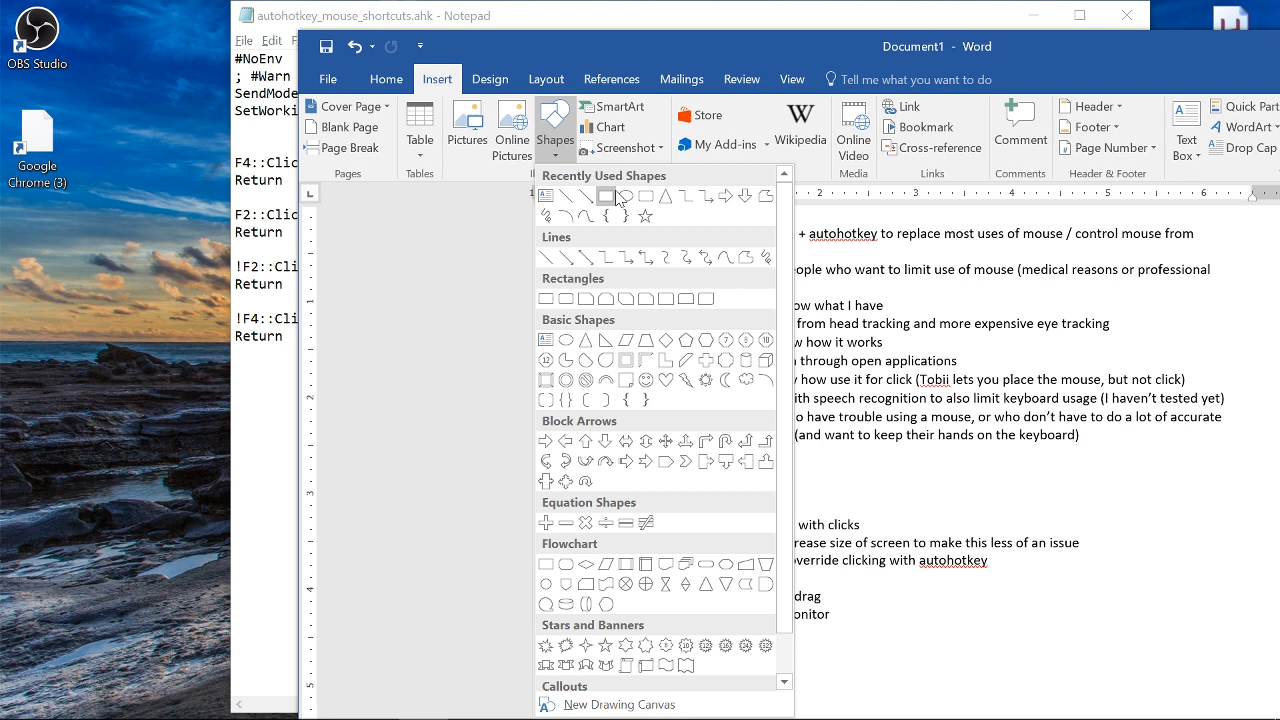 autohotkey_mouse_shortcuts.ahk - Notepad
OBS Studio
File Edit F
Document1 - Word
#NoEnv
; #Warn
SendMode
SetWorki
File Home Insert Design Layout References Mailings Review View Tell me what you want to do
Cover Page
Blank Page
Page Break
Pages
Table
Tables
Pictures
Online Pictures
Shapes
SmartArt
Chart
Screenshot
Store
My Add-ins
Wikipedia
Online Video
Media
Link
Bookmark
Cross-reference
Links
Comment
Comments
Header
Footer
Page Number
Header & Footer
Text Box
Quick Part
WordArt
Drop Cap
Google
Chrome (3)
F4::Clic
Return
F2::Clic
Return
!F2::Cli
Return
!F4::Cli
Return
Recently Used Shapes
Lines
Rectangles
Basic Shapes
Block Arrows
Equation Shapes
Flowchart
Stars and Banners
Callouts
New Drawing Canvas
2 3 4 5 6
1
2
3
4
5
+ autohotkey to replace most uses of mouse / control mouse from
eople who want to limit use of mouse (medical reasons or professional
ow what I have
from head tracking and more expensive eye tracking
w how it works
through open applications
y how use it for click (Tobii lets you place the mouse, but not click)
ith speech recognition to also limit keyboard usage (I haven't tested yet)
o have trouble using a mouse, or who don't have to do a lot of accurate
(and want to keep their hands on the keyboard)
with clicks
rease size of screen to make this less of an issue
override clicking with autohotkey
drag
onitor